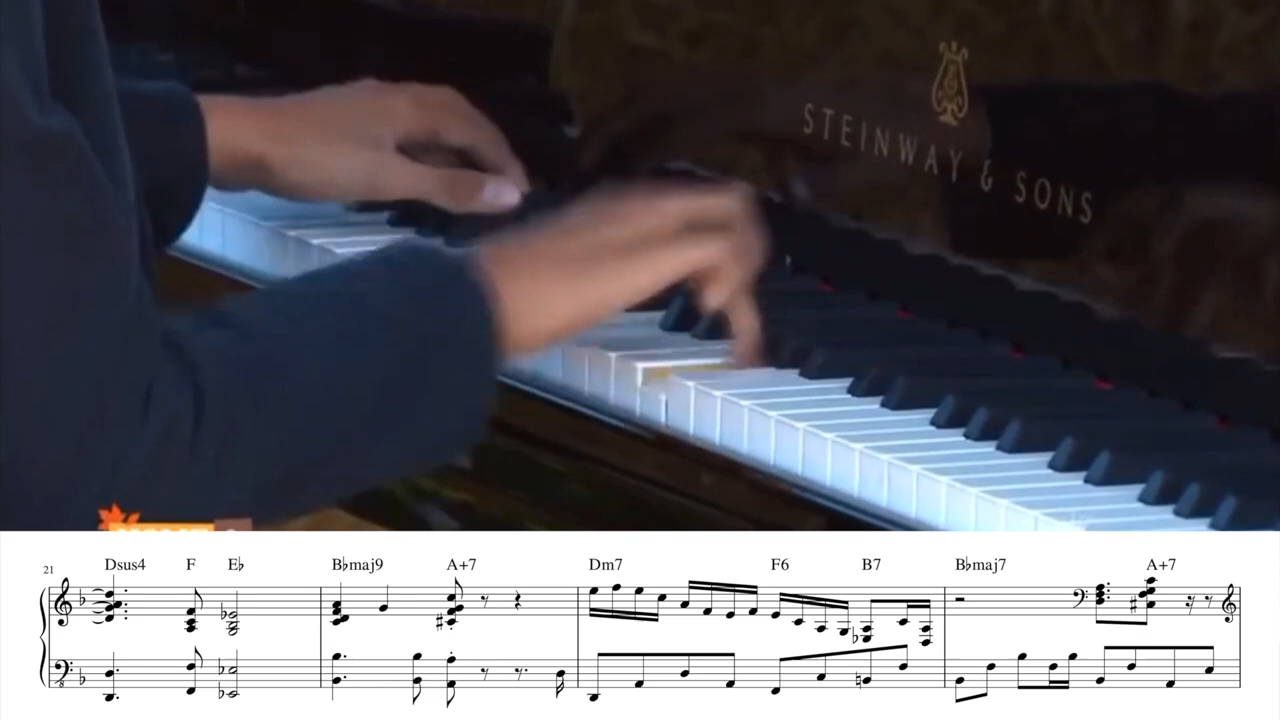 STEINWAY & SONS
21
Dsus4 F E♭ B♭maj9 A+7 Dm7 F6 B7 B♭maj7 A+7